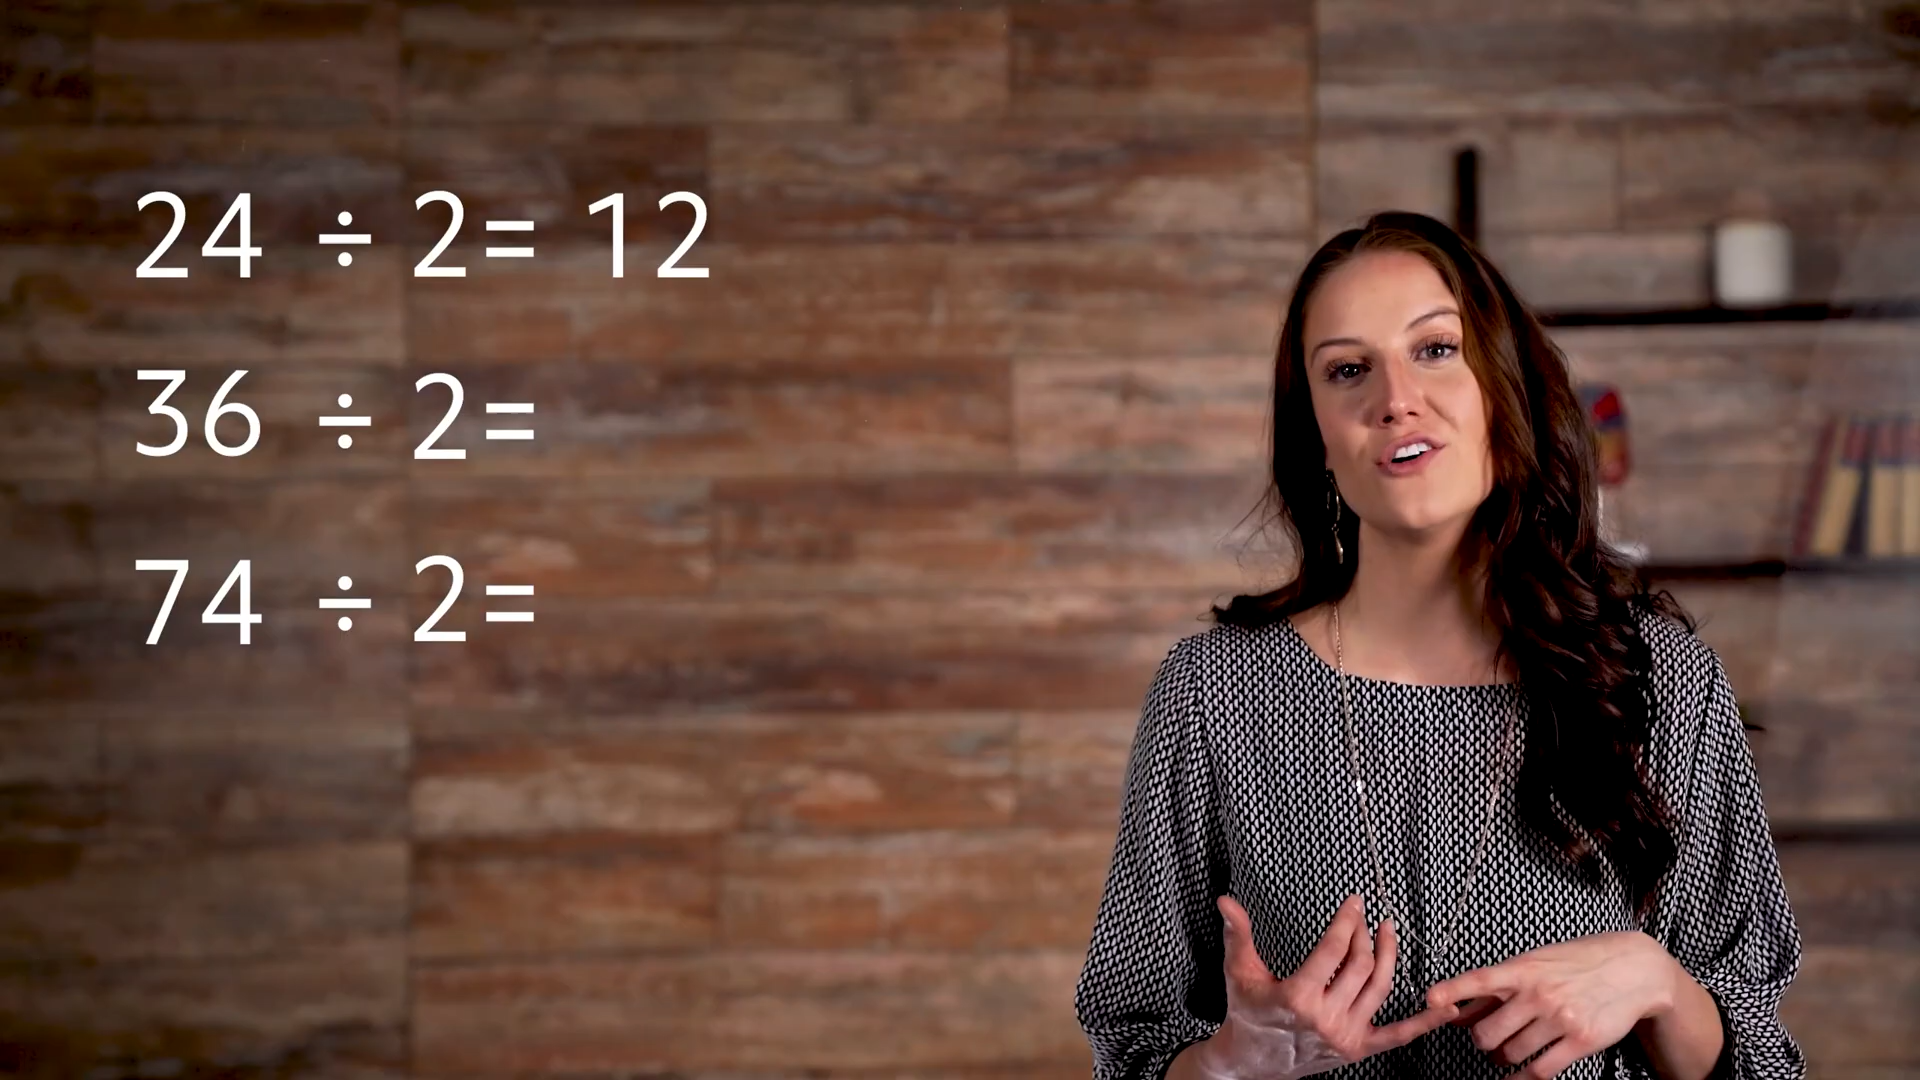 24 ÷ 2= 12
36 ÷ 2=
74 ÷ 2=